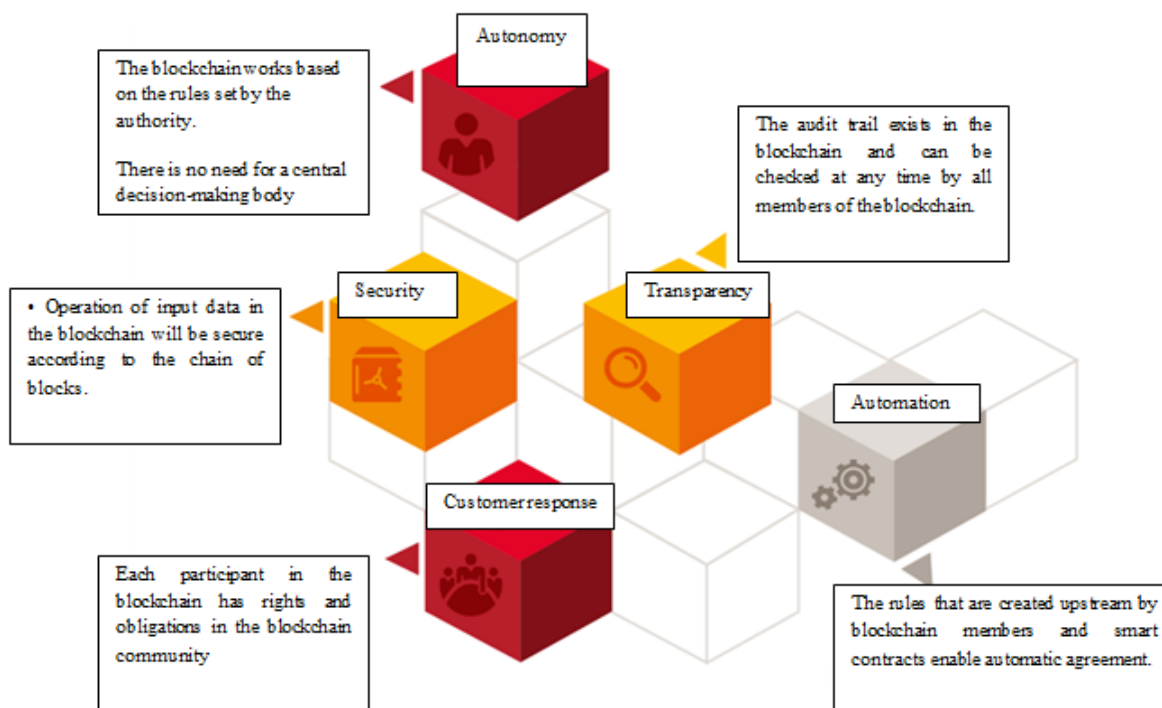 Autonomy
The blockchain works based
on the rules set by the
authority.
There is no need for a central
decision-making body
The audit trail exists in the
blockchain and can be
checked at any time by all
members of the blockchain.
Security
• Operation of input data in
the blockchain will be secure
according to the chain of
blocks.
Transparency
Automation
Customer response
Each participant in the
blockchain has rights and
obligations in the blockchain
community
The rules that are created upstream by
blockchain members and smart
contracts enable automatic agreement.